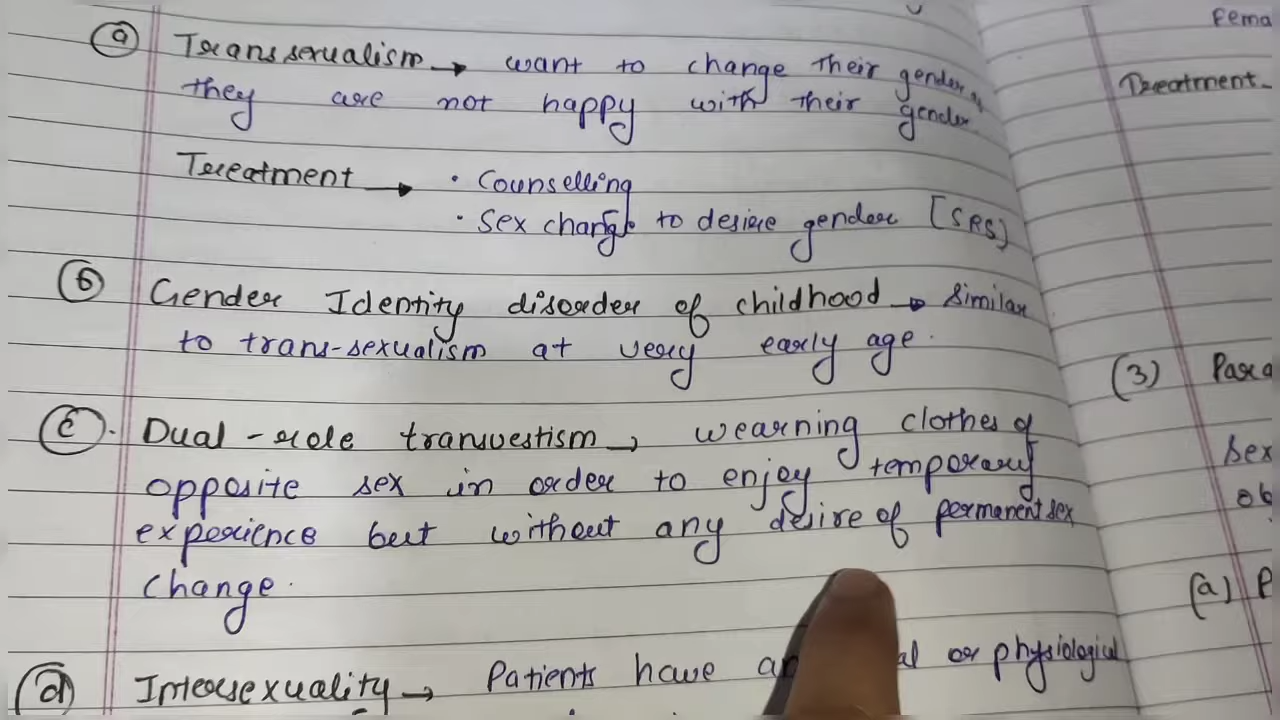 (a) Transsexualism → want to change their gender as
they are not happy with their gender
Treatment → · Counselling
· Sex change to desire gender [SRS]
(b) Gender Identity disorder of childhood → Similar
to trans-sexualism at very early age.
(c). Dual-role transvestism → wearning clothes of
opposite sex in order to enjoy temporary
experience but without any desire of permanent sex
change.
(d) Intersexuality → Patients have or physiological
Treatment
(3)
Sex
(a)